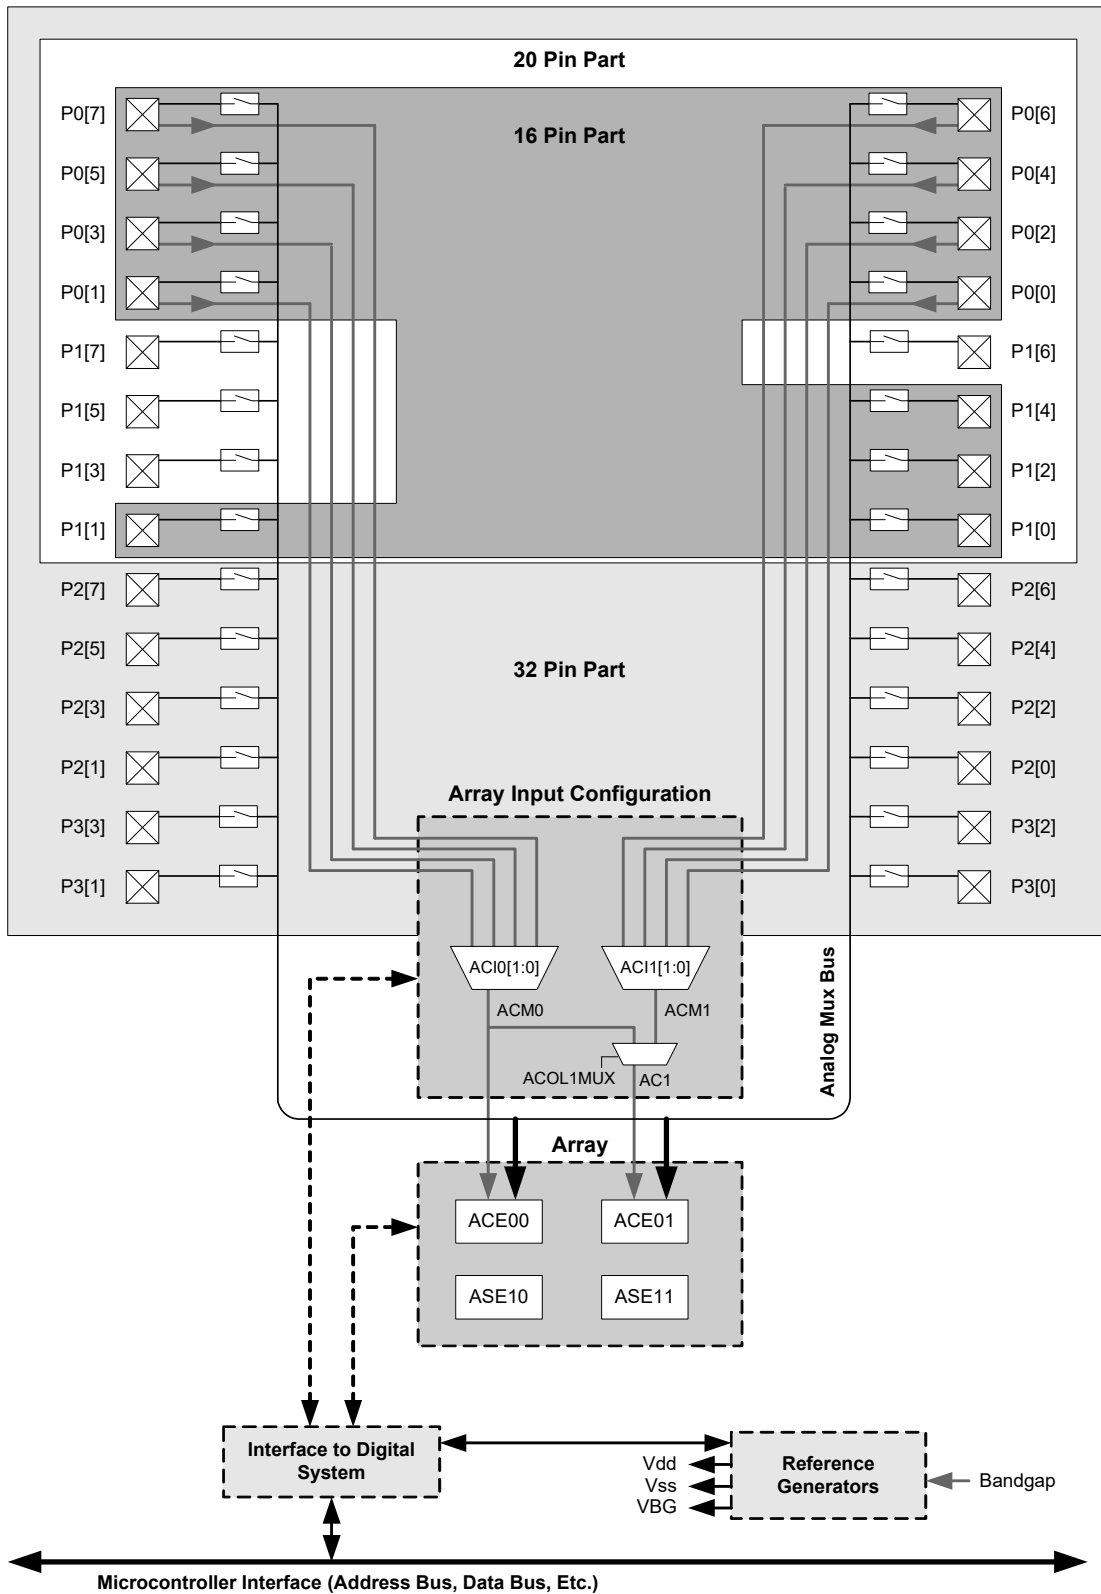 20 Pin Part
P0[7]
P0[6]
16 Pin Part
P0[5]
P0[4]
P0[3]
P0[2]
P0[1]
P0[0]
P1[7]
P1[6]
P1[5]
P1[4]
P1[3]
P1[2]
P1[1]
P1[0]
P2[7]
P2[6]
P2[5]
P2[4]
32 Pin Part
P2[3]
P2[2]
P2[1]
P2[0]
Array Input Configuration
P3[3]
P3[2]
P3[1]
P3[0]
ACI0[1:0]
ACI1[1:0]
ACM0
ACM1
Analog Mux Bus
ACOL1MUX
AC1
Array
ACE00
ACE01
ASE10
ASE11
Interface to Digital
System
Vdd
Vss
VBG
Reference
Generators
Bandgap
Microcontroller Interface (Address Bus, Data Bus, Etc.)